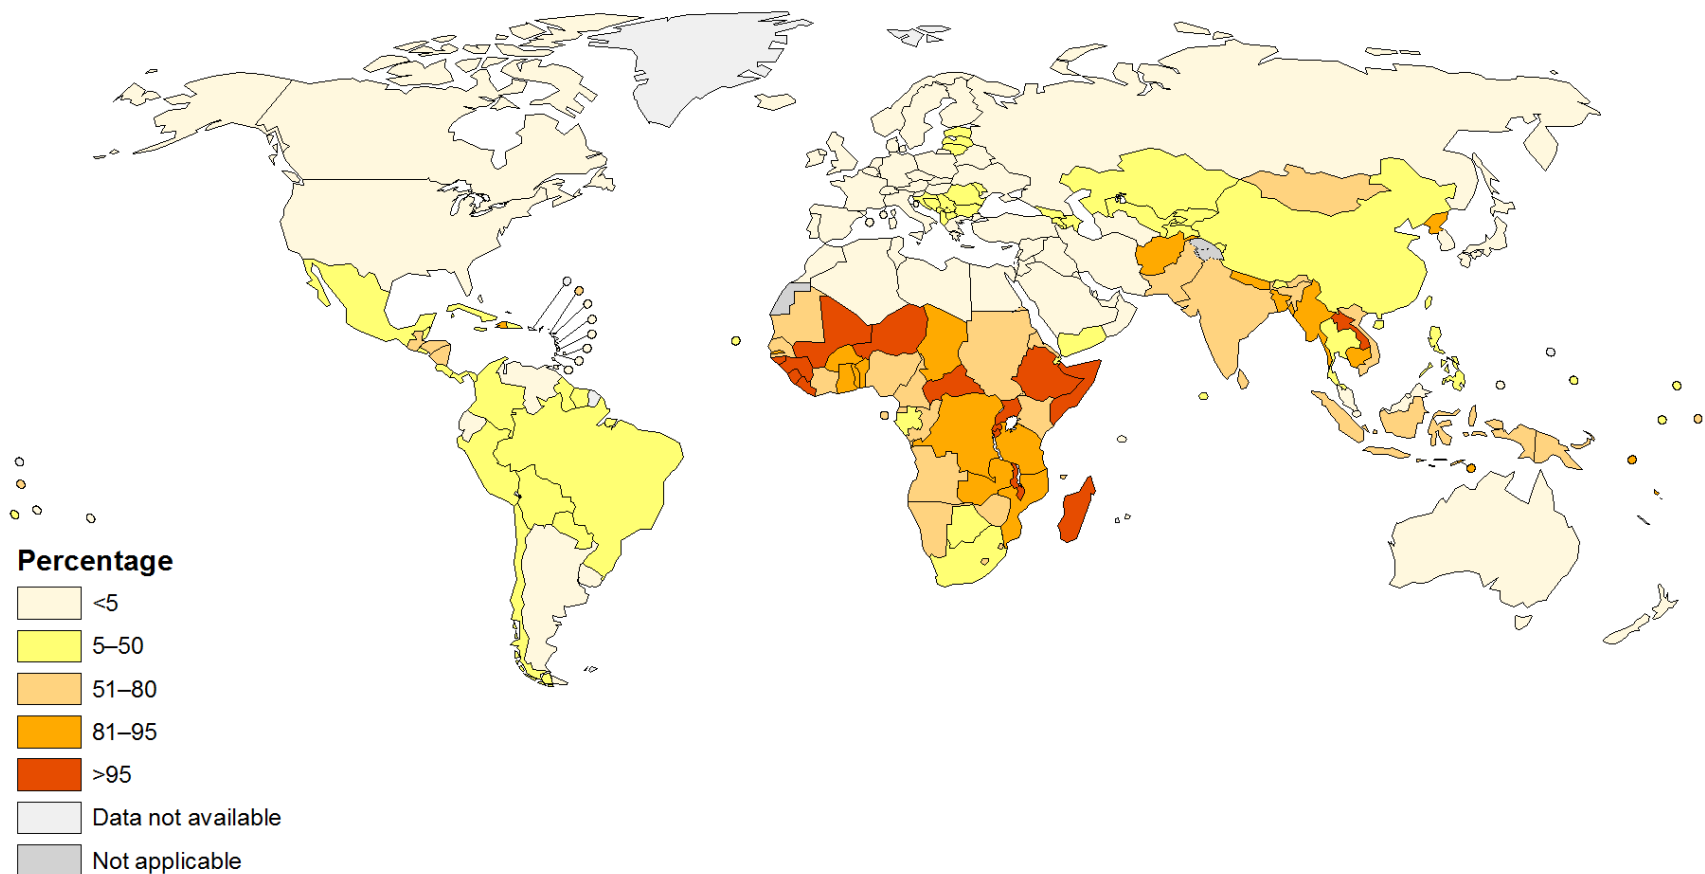 Percentage
<5
5–50
51–80
81–95
>95
Data not available
Not applicable